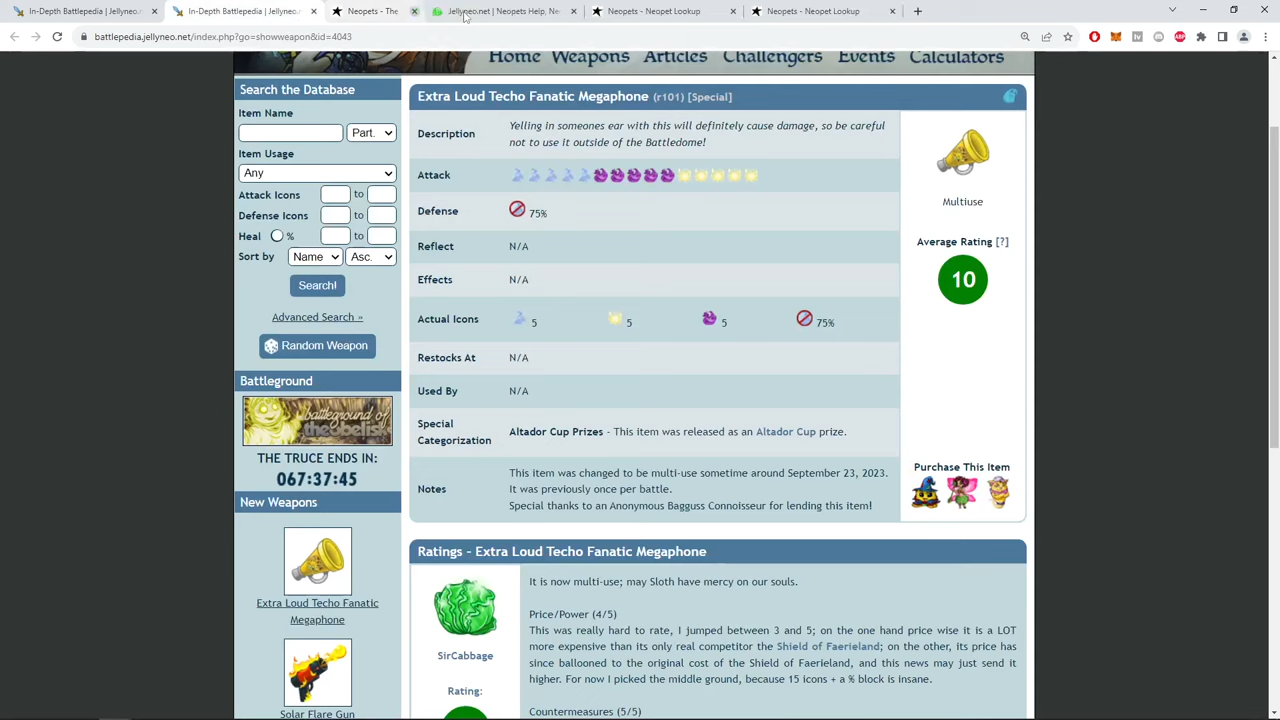 In-Depth Battlepedia | Jellyneo.n
In-Depth Battlepedia | Jellyneo.n
Neopets - The
Jellyneo.net | Neopets Help, Ne
Neopets - Neopet Lookup
Neopets - Neopet Lookup
battlepedia.jellyneo.net/index.php?go=showweapon&id=4043
Home Weapons Articles Challengers Events Calculators
Search the Database
Item Name
Part.
Item Usage
Any
Attack Icons to
Defense Icons to
Heal % to
Sort by Name Asc.
Search!
Advanced Search »
Random Weapon
Battleground
battleground of
the obelisk
THE TRUCE ENDS IN:
067:37:45
New Weapons
Extra Loud Techo Fanatic
Megaphone
Solar Flare Gun
Extra Loud Techo Fanatic Megaphone (r101) [Special]
Description
Yelling in someones ear with this will definitely cause damage, so be careful
not to use it outside of the Battledome!
Attack
Defense 75%
Reflect N/A
Effects N/A
Actual Icons 5 5 5 75%
Restocks At N/A
Used By N/A
Special
Categorization
Altador Cup Prizes - This item was released as an Altador Cup prize.
Notes
This item was changed to be multi-use sometime around September 23, 2023.
It was previously once per battle.
Special thanks to an Anonymous Bagguss Connoisseur for lending this item!
Multiuse
Average Rating [?]
10
Purchase This Item
Ratings - Extra Loud Techo Fanatic Megaphone
SirCabbage
Rating:
It is now multi-use; may Sloth have mercy on our souls.
Price/Power (4/5)
This was really hard to rate, I jumped between 3 and 5; on the one hand price wise it is a LOT
more expensive than its only real competitor the Shield of Faerieland; on the other, its price has
since ballooned to the original cost of the Shield of Faerieland, and this news may just send it
higher. For now I picked the middle ground, because 15 icons + a % block is insane.
Countermeasures (5/5)